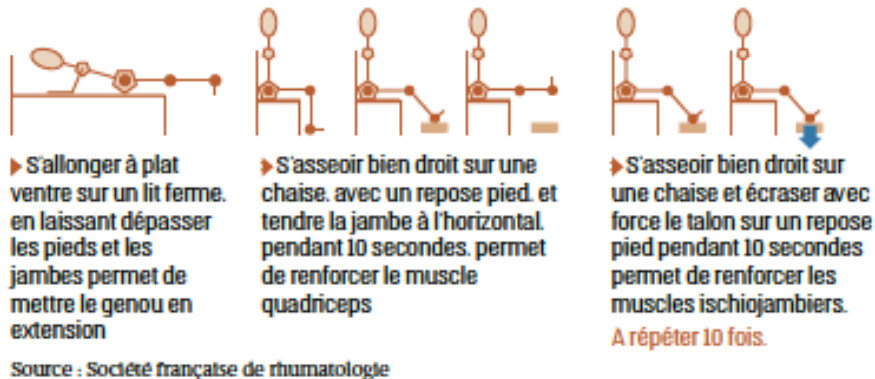 S'allonger à plat
ventre sur un lit ferme.
en laissant dépasser
les pieds et les
jambes permet de
mettre le genou en
extension
S'asseoir bien droit sur une
chaise. avec un repose pied. et
tendre la jambe à l'horizontal.
pendant 10 secondes. permet
de renforcer le muscle
quadriceps
S'asseoir bien droit sur
une chaise et écraser avec
force le talon sur un repose
pied pendant 10 secondes
permet de renforcer les
muscles ischiojambiers.
A répéter 10 fois.
Source : Société française de rhumatologie